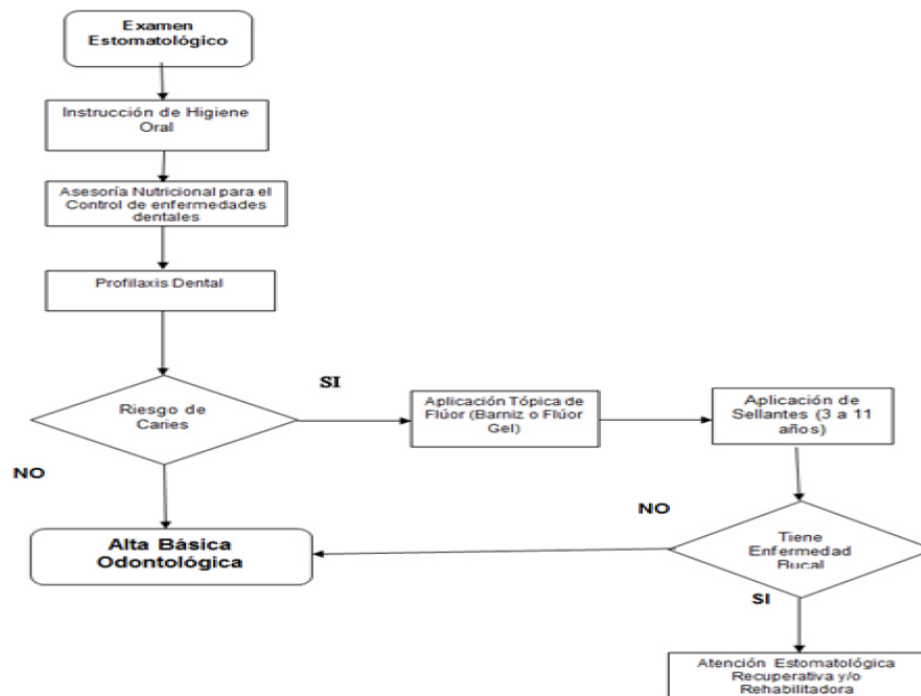 Examen
Estomatológico
Instrucción de Higiene
Oral
Asesoría Nutricional para el
Control de enfermedades
dentales
Profilaxis Dental
SI
Riesgo de
Caries
Aplicación Tópica de
Flúor (Barniz o Flúor
Gel)
Aplicación de
Sellantes (3 a 11
años)
NO
NO
Alta Básica
Odontológica
Tiene
Enfermedad
Bucal
SI
Atención Estomatológica
Recuperativa y/o
Rehabilitadora